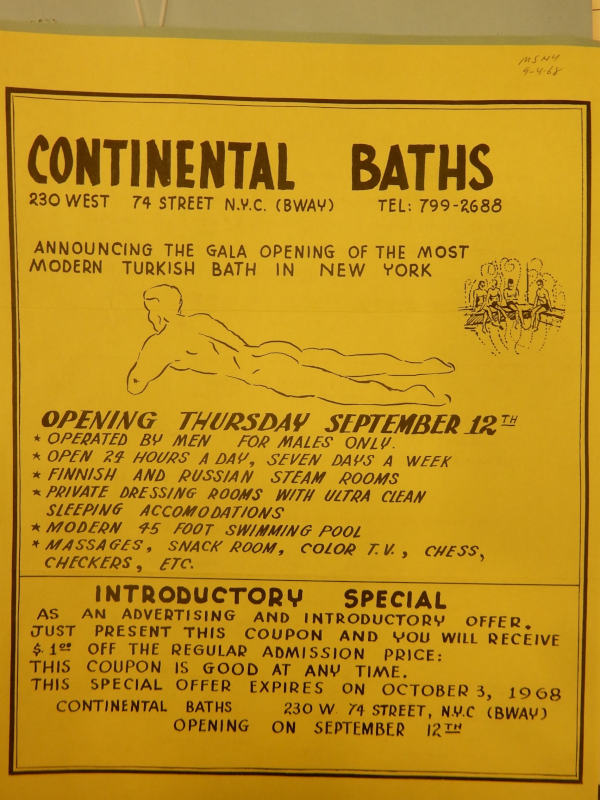 MSNY
9-4-68
CONTINENTAL BATHS
230 WEST 74 STREET N.Y.C. (BWAY) TEL: 799-2688
ANNOUNCING THE GALA OPENING OF THE MOST
MODERN TURKISH BATH IN NEW YORK
OPENING THURSDAY SEPTEMBER 12TH
* OPERATED BY MEN FOR MALES ONLY.
* OPEN 24 HOURS A DAY, SEVEN DAYS A WEEK
* FINNISH AND RUSSIAN STEAM ROOMS
* PRIVATE DRESSING ROOMS WITH ULTRA CLEAN
SLEEPING ACCOMODATIONS
* MODERN 45 FOOT SWIMMING POOL
* MASSAGES, SNACK ROOM, COLOR T.V., CHESS,
CHECKERS, ETC.
INTRODUCTORY SPECIAL
AS AN ADVERTISING AND INTRODUCTORY OFFER.
JUST PRESENT THIS COUPON AND YOU WILL RECEIVE
$.1.00 OFF THE REGULAR ADMISSION PRICE:
THIS COUPON IS GOOD AT ANY TIME.
THIS SPECIAL OFFER EXPIRES ON OCTOBER 3, 1968
CONTINENTAL BATHS 230 W. 74 STREET, N.Y.C (BWAY)
OPENING ON SEPTEMBER 12TH